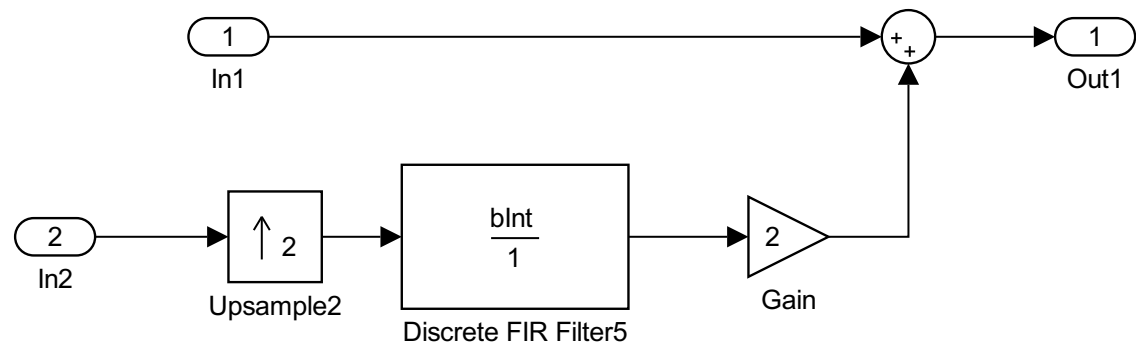 1
In1
+
+
1
Out1
2
In2
↑ 2
Upsample2
bInt
1
Discrete FIR Filter5
2
Gain